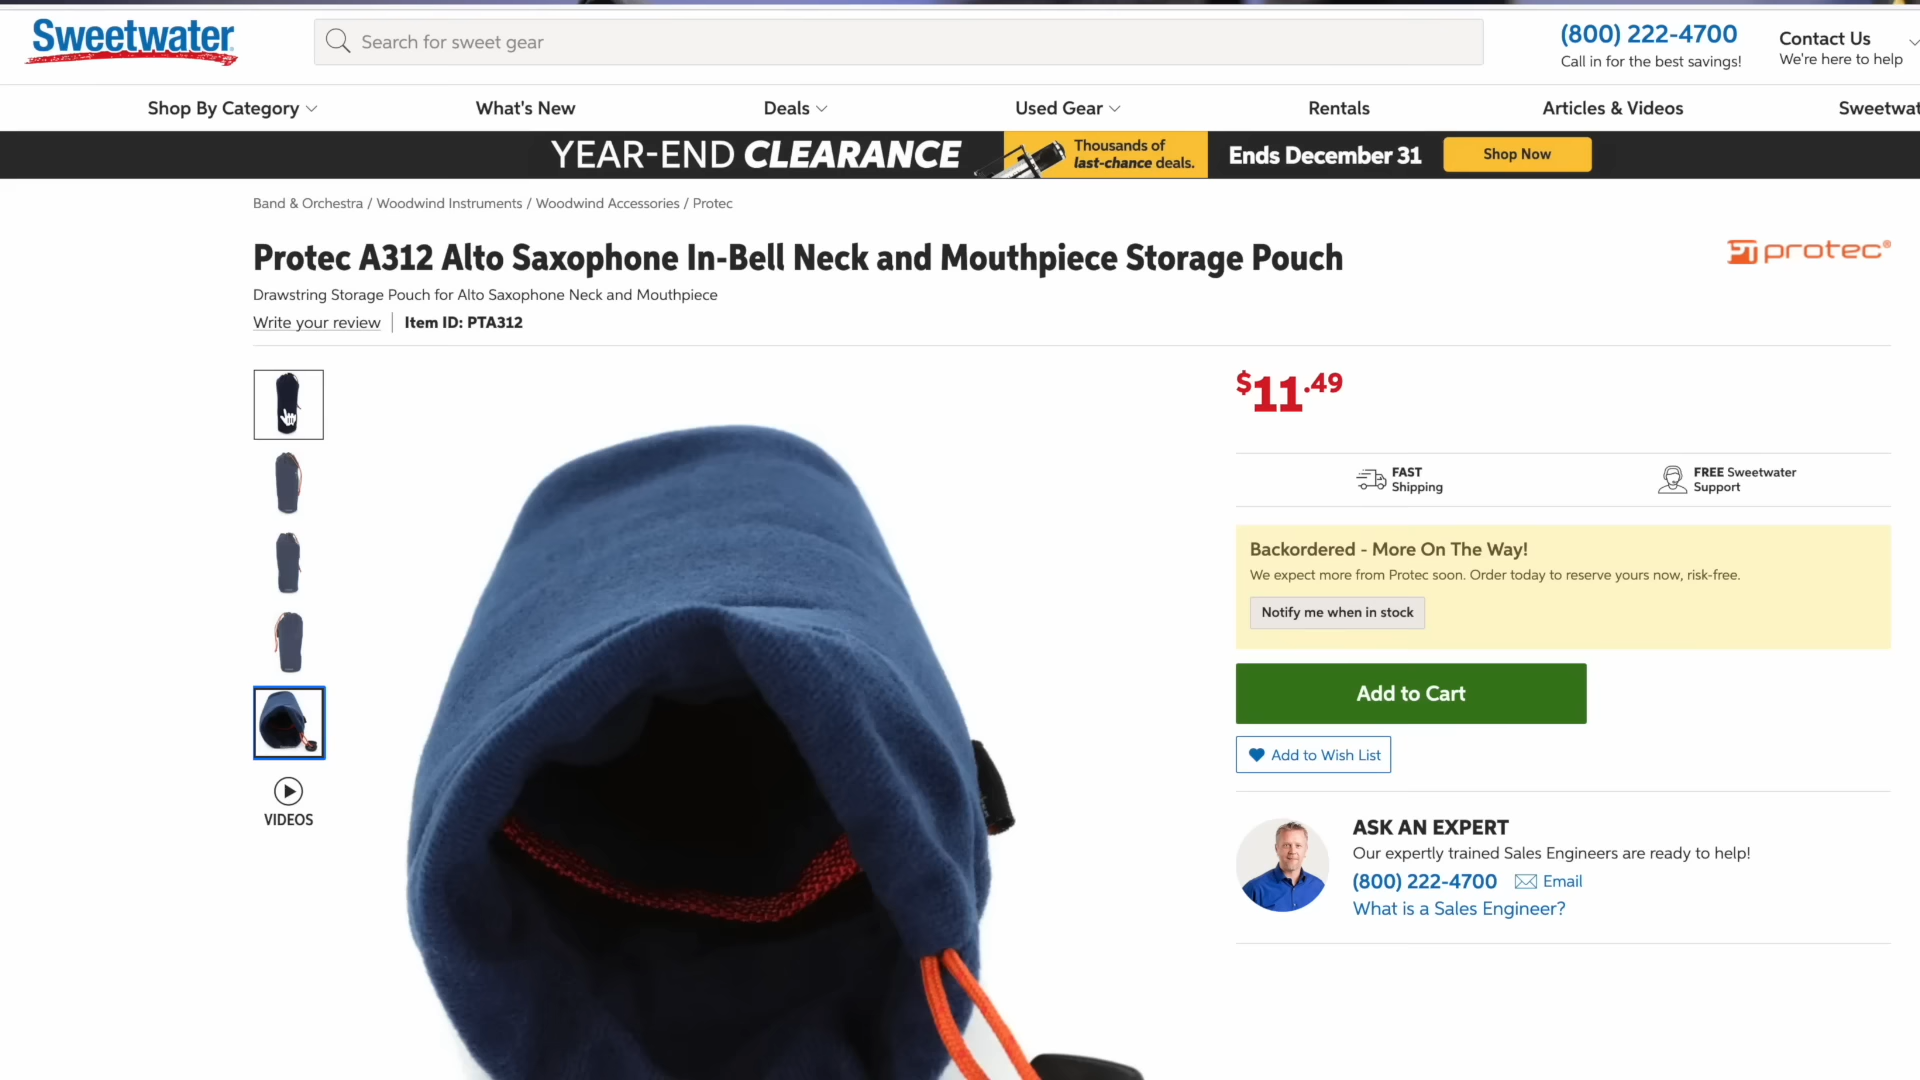 Sweetwater
Search for sweet gear
(800) 222-4700
Call in for the best savings!
Contact Us
We're here to help
Shop By Category
What's New
Deals
Used Gear
Rentals
Articles & Videos
Sweetwat
YEAR-END CLEARANCE
Thousands of
last-chance deals.
Ends December 31
Shop Now
Band & Orchestra / Woodwind Instruments / Woodwind Accessories / Protec
Protec A312 Alto Saxophone In-Bell Neck and Mouthpiece Storage Pouch
protec®
Drawstring Storage Pouch for Alto Saxophone Neck and Mouthpiece
Write your review
Item ID: PTA312
$11.49
FAST
Shipping
FREE Sweetwater
Support
Backordered - More On The Way!
We expect more from Protec soon. Order today to reserve yours now, risk-free.
Notify me when in stock
Add to Cart
Add to Wish List
VIDEOS
ASK AN EXPERT
Our expertly trained Sales Engineers are ready to help!
(800) 222-4700
Email
What is a Sales Engineer?